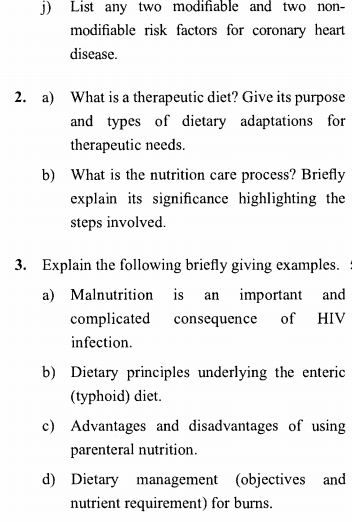 j) List any two modifiable and two non-
modifiable risk factors for coronary heart
disease.
2. a) What is a therapeutic diet? Give its purpose
and types of dietary adaptations for
therapeutic needs.
b) What is the nutrition care process? Briefly
explain its significance highlighting the
steps involved.
3. Explain the following briefly giving examples.
a) Malnutrition is an important and
complicated consequence of HIV
infection.
b) Dietary principles underlying the enteric
(typhoid) diet.
c) Advantages and disadvantages of using
parenteral nutrition.
d) Dietary management (objectives and
nutrient requirement) for burns.